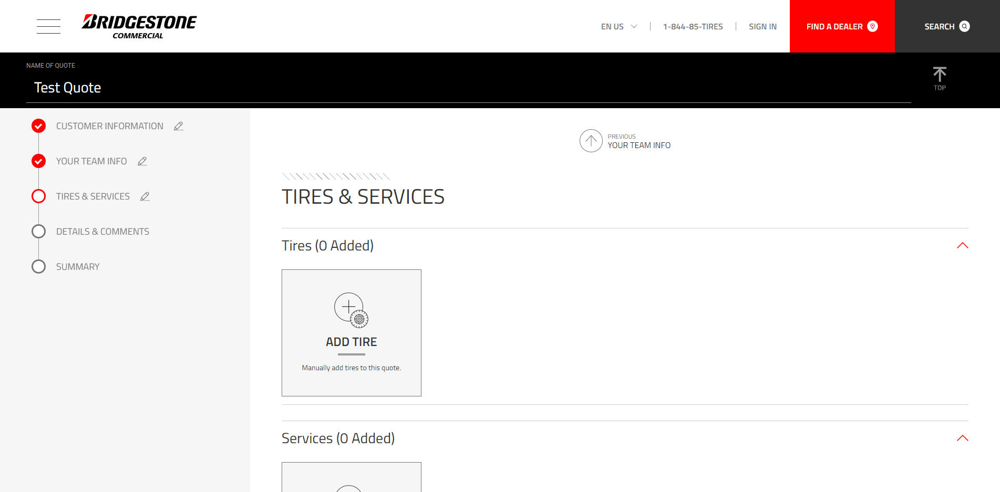 BRIDGESTONE
COMMERCIAL
EN US
1-844-85-TIRES
SIGN IN
FIND A DEALER
SEARCH
NAME OF QUOTE
Test Quote
TOP
CUSTOMER INFORMATION
YOUR TEAM INFO
TIRES & SERVICES
DETAILS & COMMENTS
SUMMARY
PREVIOUS
YOUR TEAM INFO
TIRES & SERVICES
Tires (0 Added)
ADD TIRE
Manually add tires to this quote.
Services (0 Added)